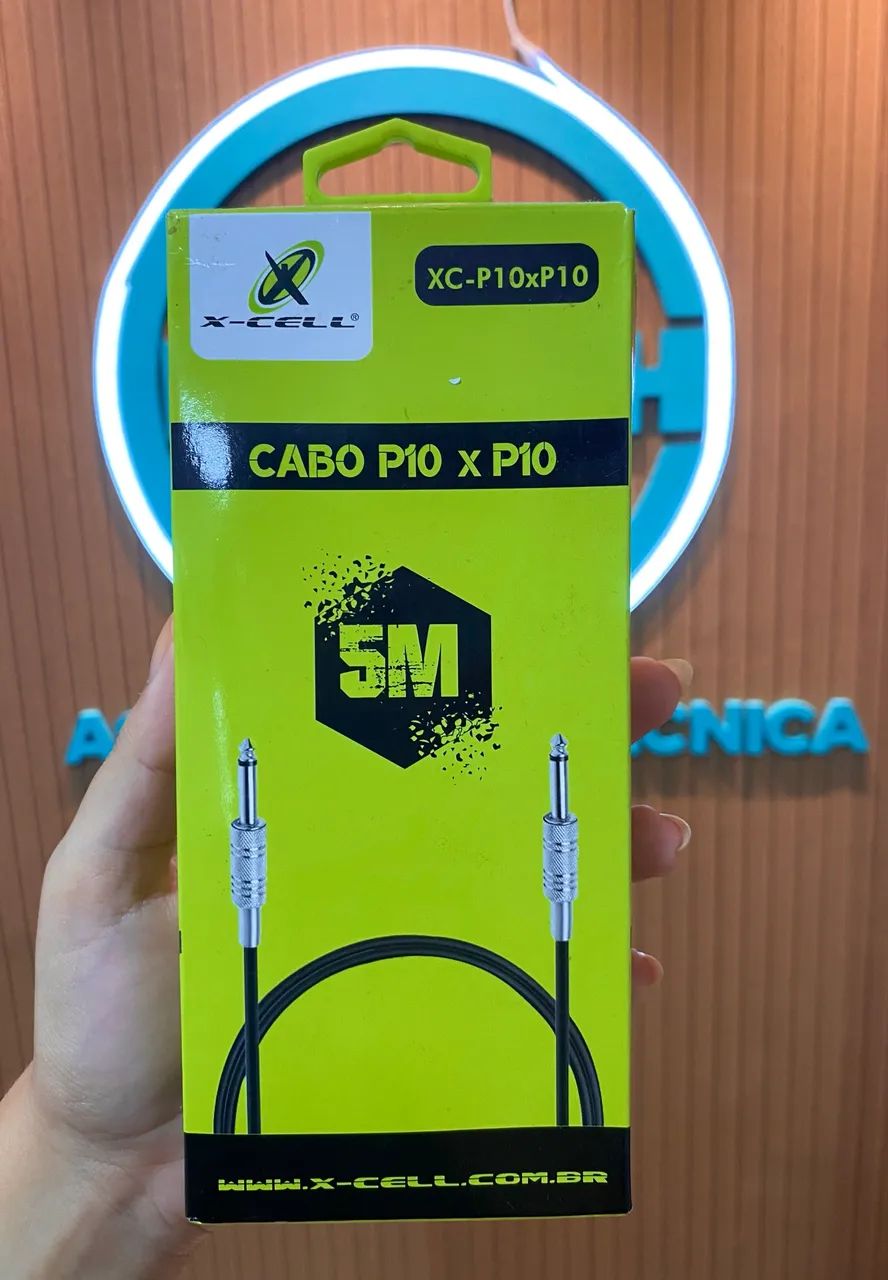 X-CELL®
XC-P10xP10
CABO P10 x P10
5M
WWW.X-CELL.COM.BR